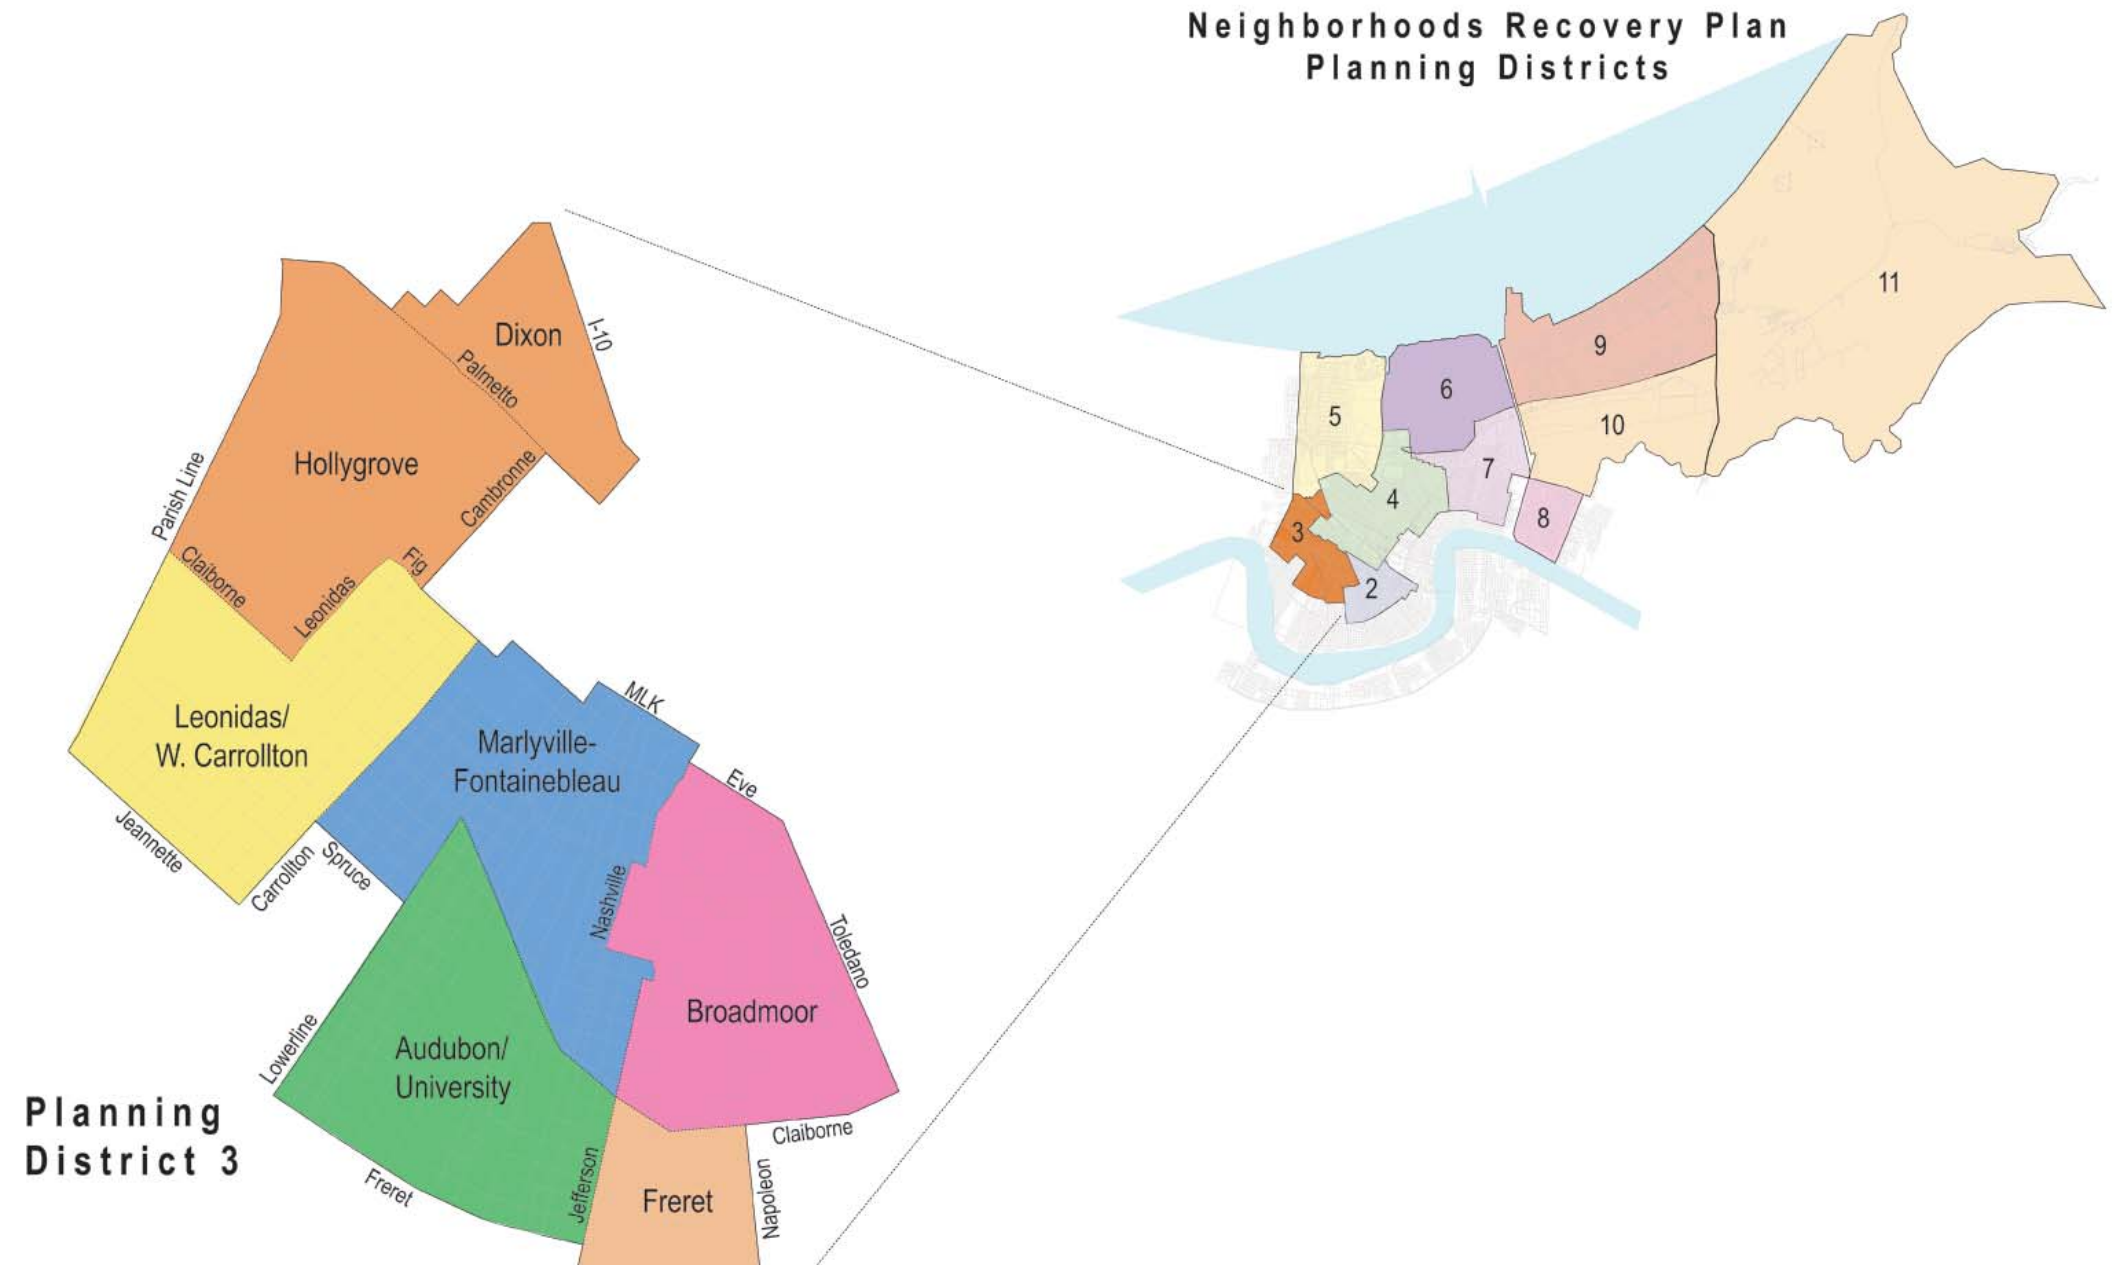 Neighborhoods Recovery Plan
Planning Districts
11
9
6
5
10
7
4
8
3
2
Dixon
I-10
Palmetto
Hollygrove
Parish Line
Cambronne
Claiborne
Fig
Leonidas
Leonidas/
W. Carrollton
MLK
Marlyville-
Fontainebleau
Eve
Jeannette
Carrollton
Spruce
Nashville
Toledano
Broadmoor
Lowerline
Audubon/
University
Planning
District 3
Claiborne
Freret
Jefferson
Freret
Napoleon